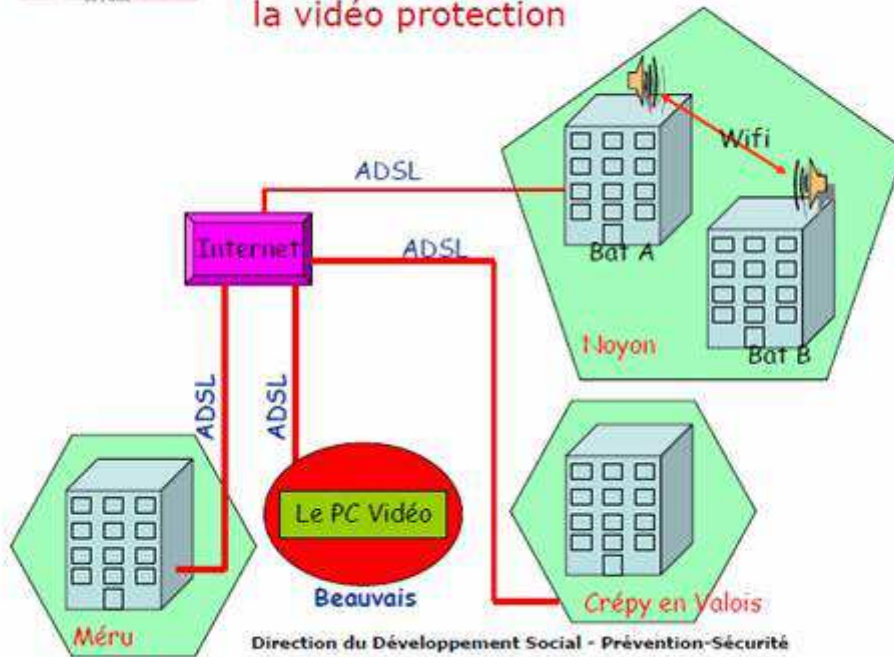 la vidéo protection
Wifi
ADSL
Internet
ADSL
Bat A
Noyon
Bat B
ADSL
ADSL
Le PC Vidéo
Beauvais
Crépy en Valois
Méru
Direction du Développement Social - Prévention-Sécurité